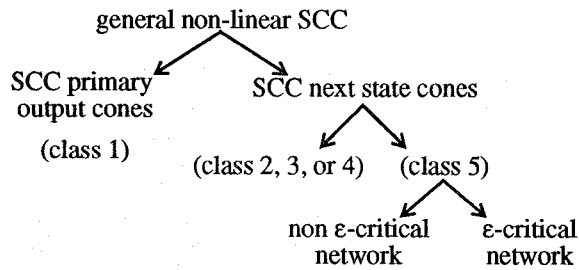 general non-linear SCC
SCC primary
output cones
SCC next state cones
(class 1)
(class 2, 3, or 4)
(class 5)
non ε-critical
network
ε-critical
network